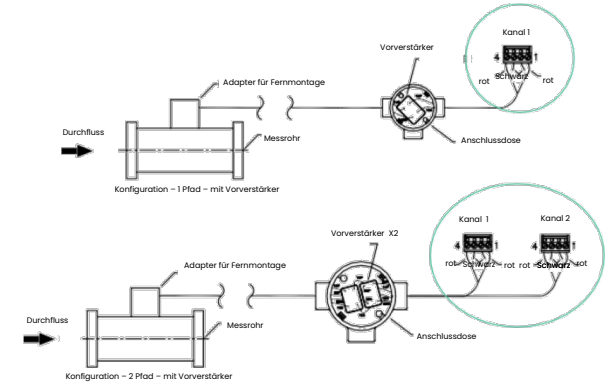 Kanal 1
Vorverstärker
4 1
rot Schwarz rot
Adapter für Fernmontage
Durchfluss
Messrohr
Anschlussdose
Konfiguration – 1 Pfad – mit Vorverstärker
Kanal 1 Kanal 2
Vorverstärker X2
4 1 4 1
rot Schwarz rot rot Schwarz rot
Adapter für Fernmontage
Durchfluss
Messrohr
Anschlussdose
Konfiguration – 2 Pfad – mit Vorverstärker